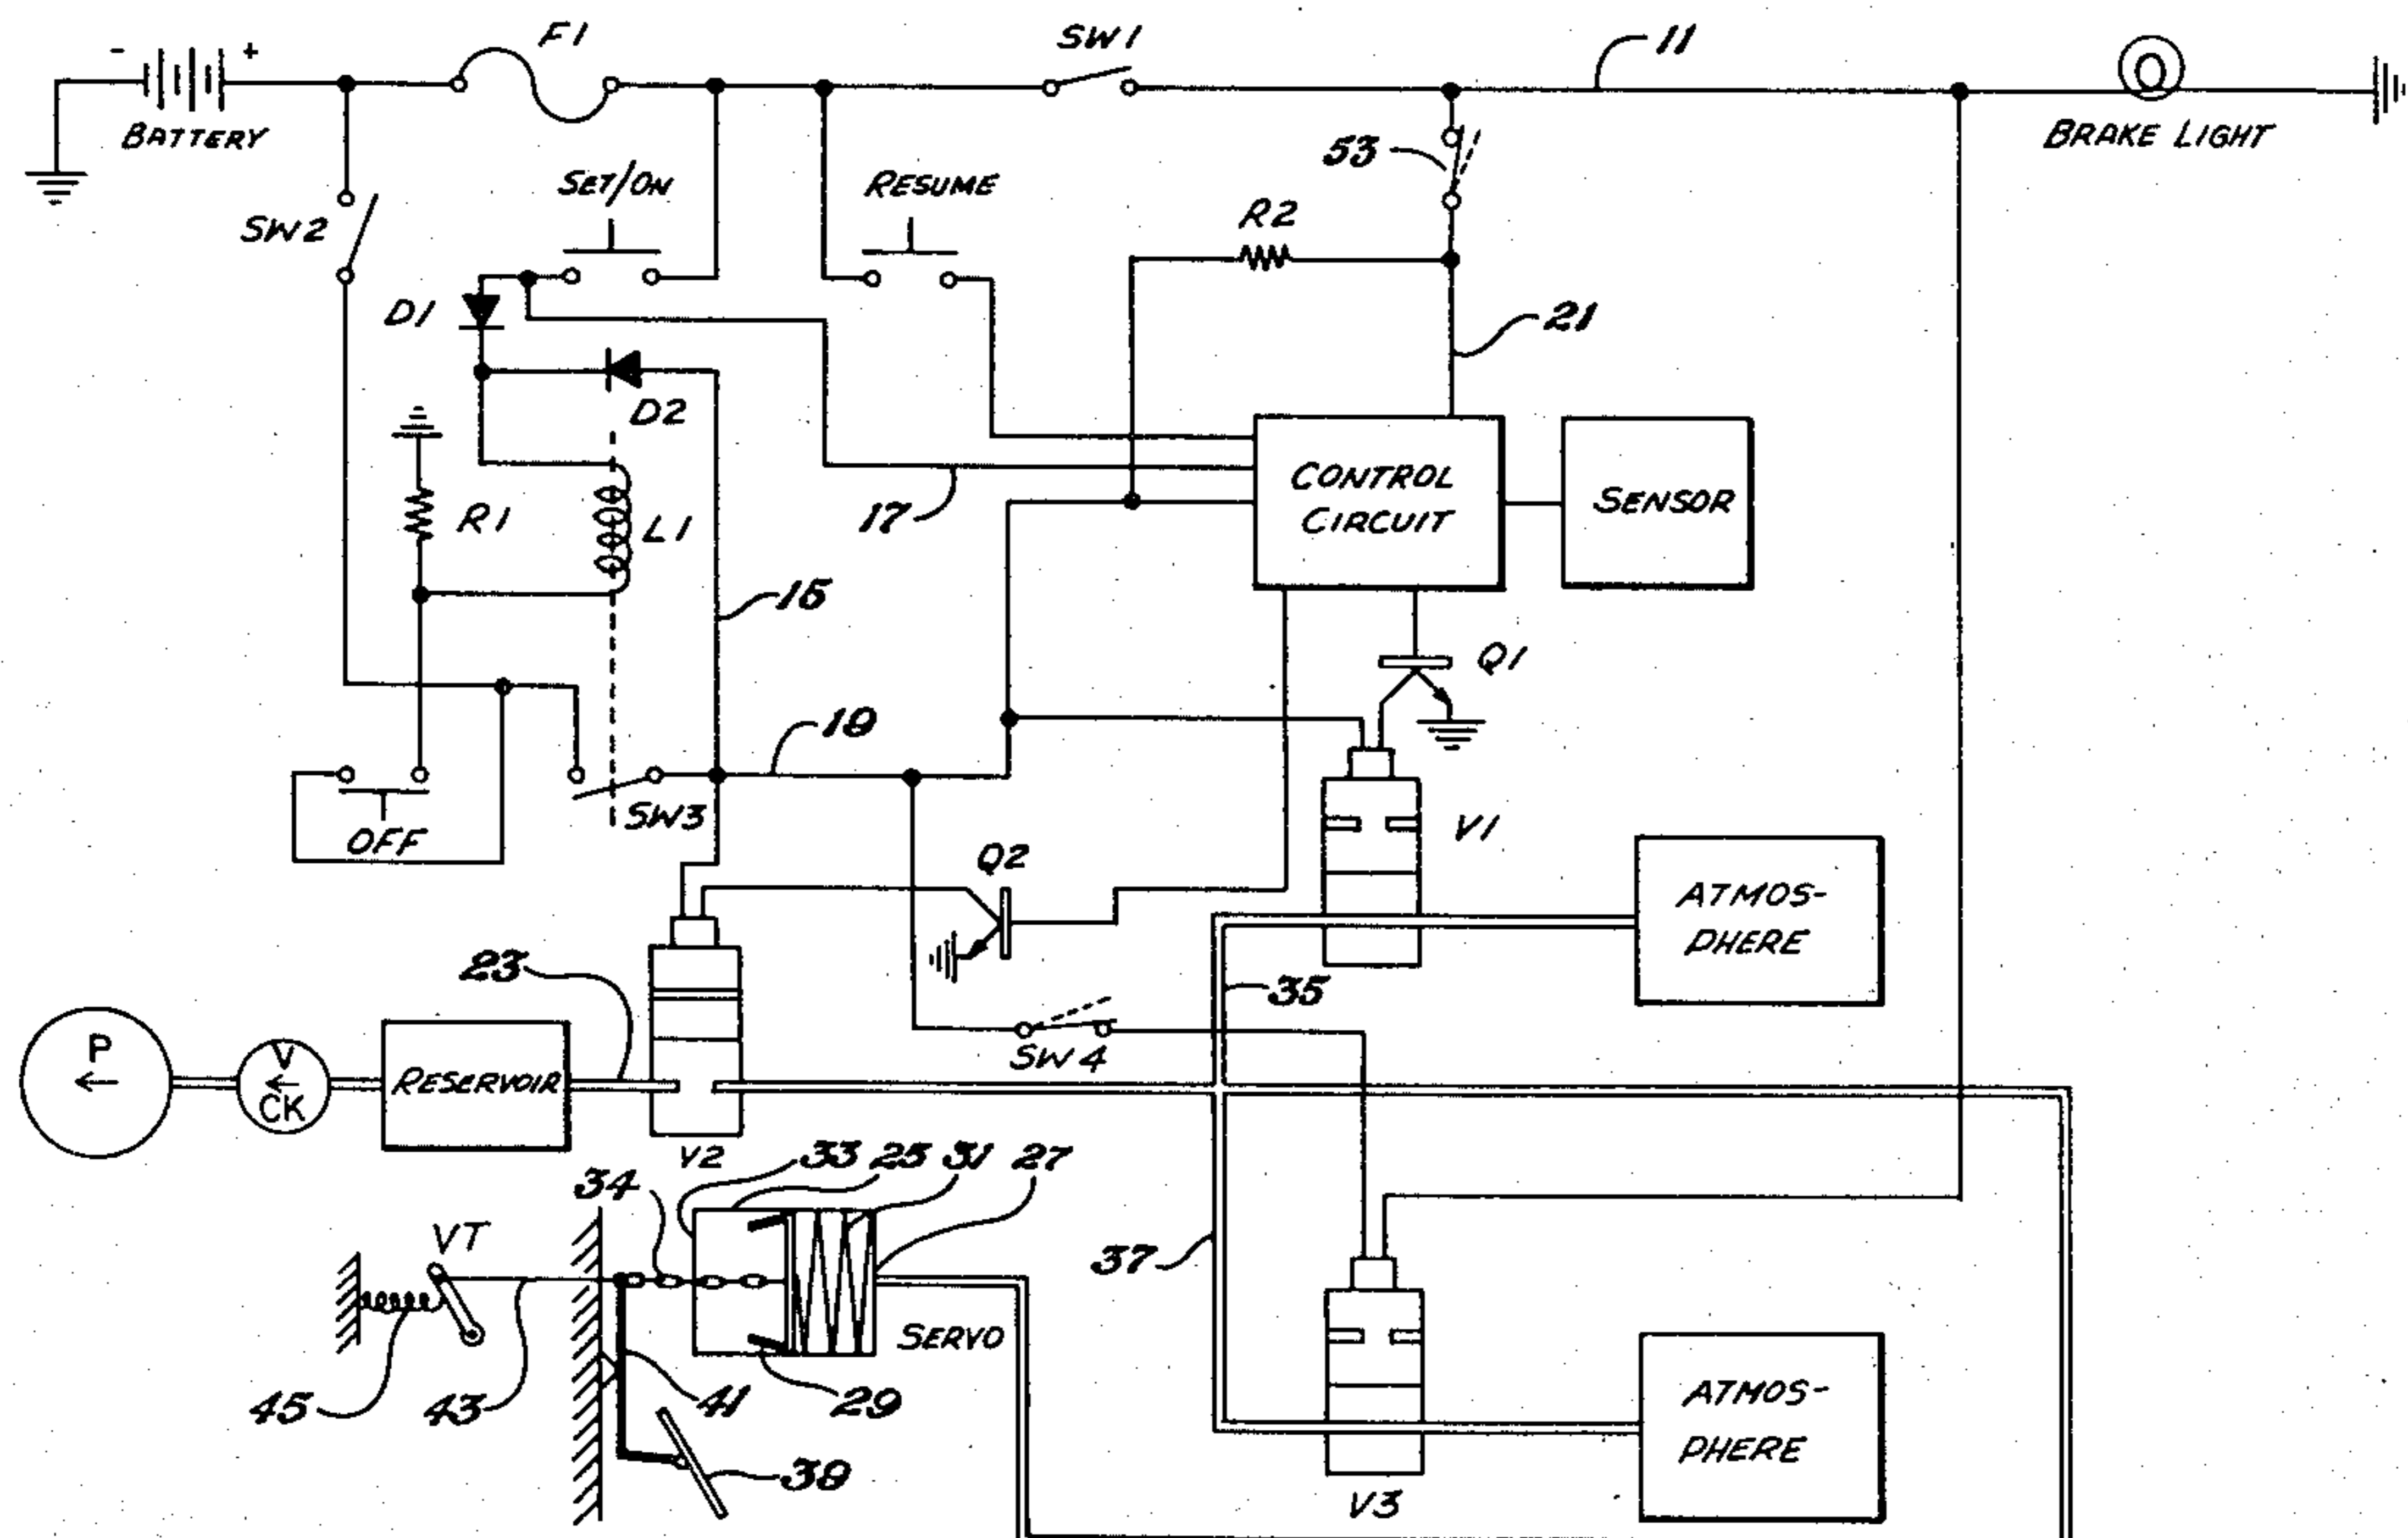 F1
SW1
11
- +
BATTERY
BRAKE LIGHT
53
SET/ON
RESUME
SW2
R2
D1
21
D2
CONTROL
CIRCUIT
SENSOR
R1
L1
17
15
Q1
19
SW3
OFF
V1
Q2
ATMOS-
PHERE
23
35
P
V
CK
RESERVOIR
SW4
V2
33
25
31
27
34
VT
37
SERVO
45
43
41
29
39
ATMOS-
PHERE
V3